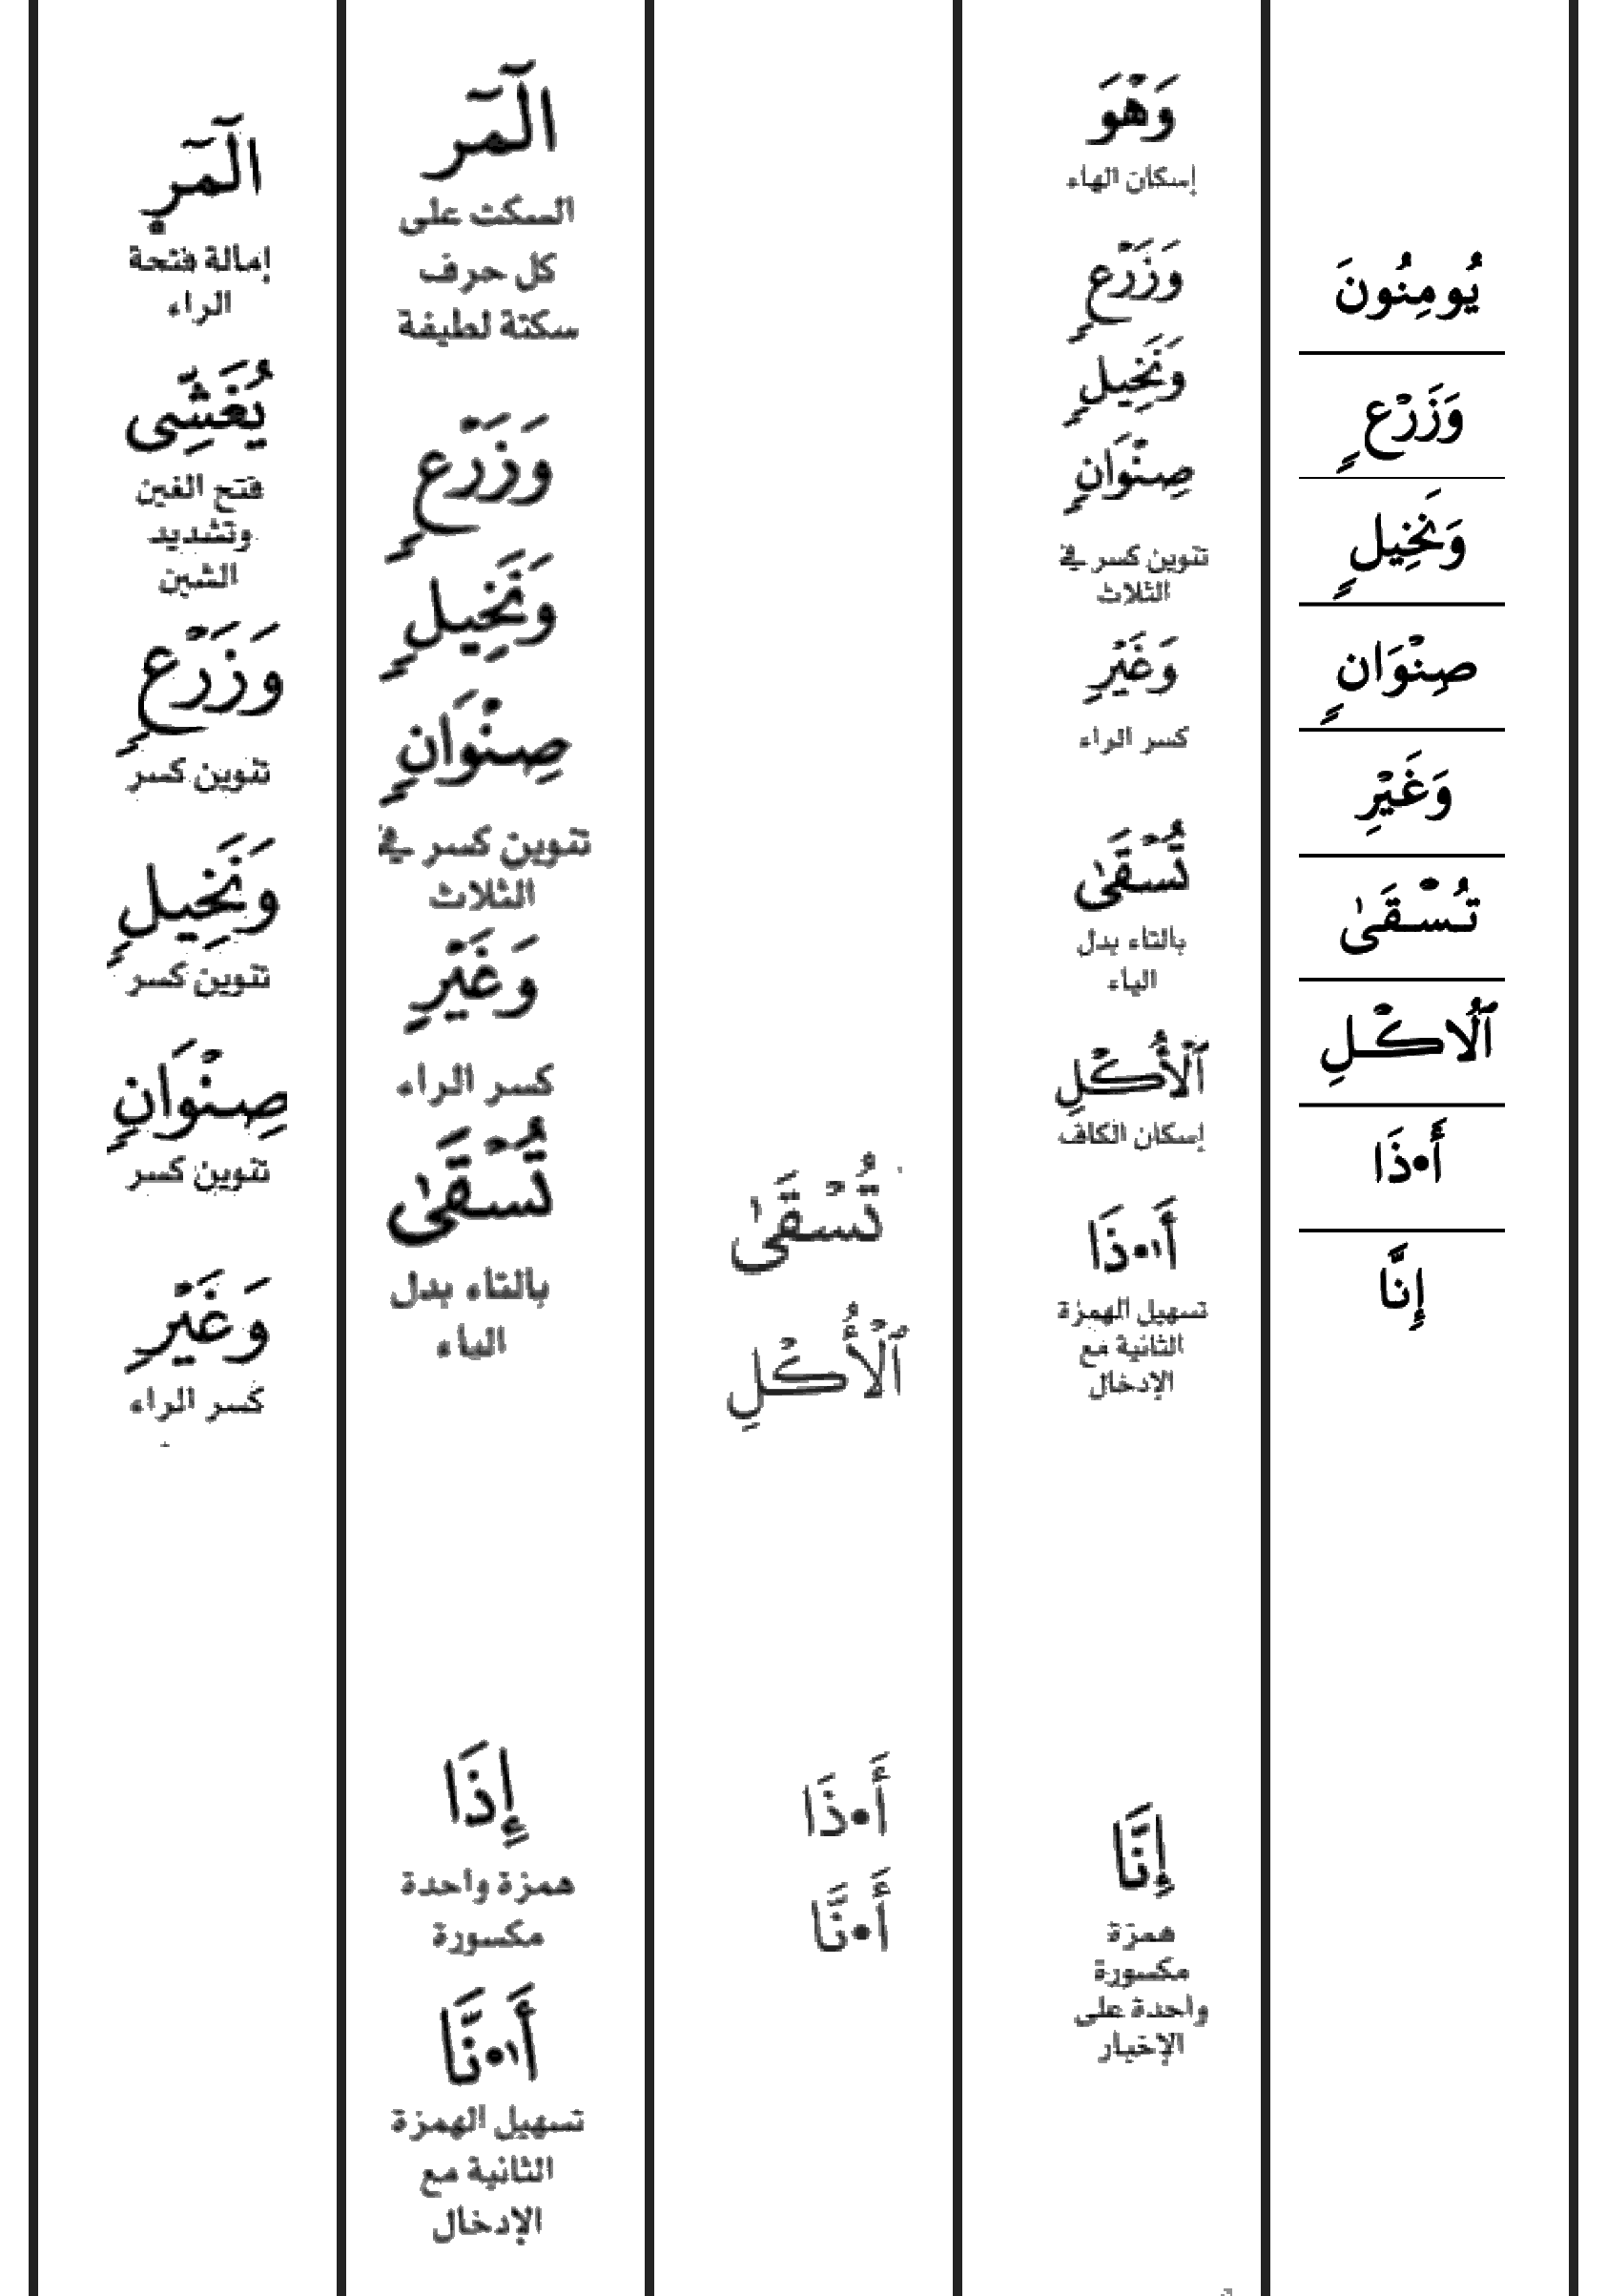 يُومِنُونَ
وَزَرْعٍ
وَنَخِيلٍ
صِنْوَانٍ
وَغَيْرِ
تُسْقَىٰ
اَ۬لُاكْلِ
أَ•ذَا
إِنَّا
وَهْوَ
إسكان الهاء
وَزَرْعٍ
وَنَخِيلٍ
صِنْوَانٍ
تنوين كسر في
الثلاث
وَغَيْرِ
كسر الراء
تُسْقَىٰ
بالتاء بدل
الياء
ٱلْأُكْلِ
إسكان الكاف
أَ۬•ذَا
تسهيل الهمزة
الثانية مع
الإدخال
إِنَّا
همزة
مكسورة
واحدة على
الإخبار
تُسْقَىٰ
ٱلْأُكْلِ
أَ•ذَا
أَ•نَّا
الٓمٓر
السكت على
كل حرف
سكتة لطيفة
وَزَرْعٍ
وَنَخِيلٍ
صِنْوَانٍ
تنوين كسر في
الثلاث
وَغَيْرِ
كسر الراء
تُسْقَىٰ
بالتاء بدل
الياء
إِذَا
همزة واحدة
مكسورة
أَ۬•نَّا
تسهيل الهمزة
الثانية مع
الإدخال
الٓمٓر
إمالة فتحة
الراء
يُغَشِّى
فتح الغين
وتشديد
الشين
وَزَرْعٍ
تنوين كسر
وَنَخِيلٍ
تنوين كسر
صِنْوَانٍ
تنوين كسر
وَغَيْرِ
كسر الراء